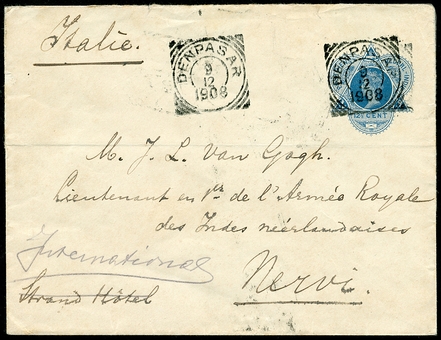 Italie.
DENPASAR
9
12
1908
DENPASAR
9
12
1908
12½ CENT
M. J. L. van Gogh.
Lieutenant en 1er de l'Armée Royale
des Indes néerlandaises
International
Strand Hôtel
Nervi.